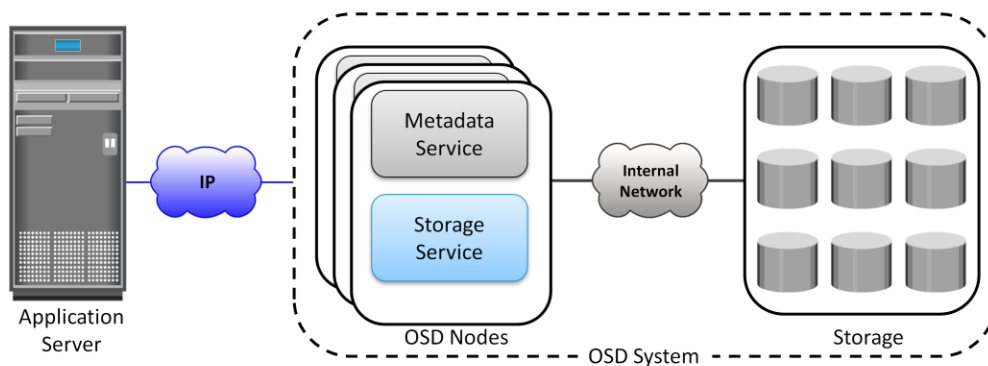 Application
Server
IP
Metadata
Service
Storage
Service
OSD Nodes
Internal
Network
Storage
OSD System